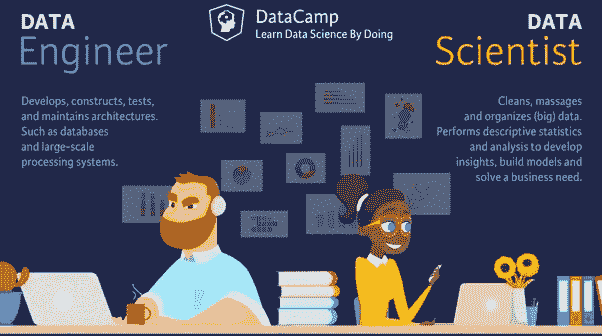 DATA
Engineer
Develops, constructs, tests,
and maintains architectures.
Such as databases
and large-scale
processing systems.
DataCamp
Learn Data Science By Doing
DATA
Scientist
Cleans, massages
and organizes (big) data.
Performs descriptive statistics
and analysis to develop
insights, build models and
solve a business need.